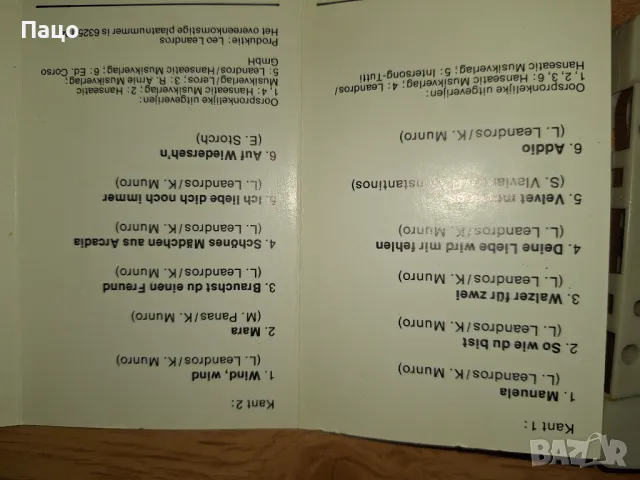 Пацо
Kant 1:
1. Manuela
(L. Leandros/K. Munro)
2. So wie du bist
(L. Leandros/K. Munro)
3. Walzer für zwei
(L. Leandros/K. Munro)
4. Deine Liebe wird mir fehlen
(L. Leandros/K. Munro)
5. Velvet
(S. Vlavia
6. Addio
(L. Leandros/K. Munro)
Oorspronkelijke uitgeverijen:
1, 2, 3, 6: Hanseatic Musikverlag; 4: Leandros/
Hanseatic Musikverlag; 5: Intersong-Tutti
Kant 2:
1. Wind, wind
(L. Leandros/K. Munro)
2. Mara
(M. Panas/K. Munro)
3. Brauchst du einen Freund
(L. Leandros/K. Munro)
4. Schönes Mädchen aus Arcadia
(L. Leandros/K. Munro)
5. Ich liebe dich noch immer
(L. Leandros/K. Munro)
6. Auf Wiederseh'n
(E. Storch)
Oorspronkelijke uitgeverijen:
1, 4: Hanseatic Musikverlag; 2: Hanseatic
Musikverlag/Leros; 3: R. Arnie Musikverlag;
5: Leandros/Hanseatic Musikverlag; 6: Ed. Corso
GmbH
Produktie: Leo Leandros
Het overeenkomstige plaatnummer is 6325
BAZAR